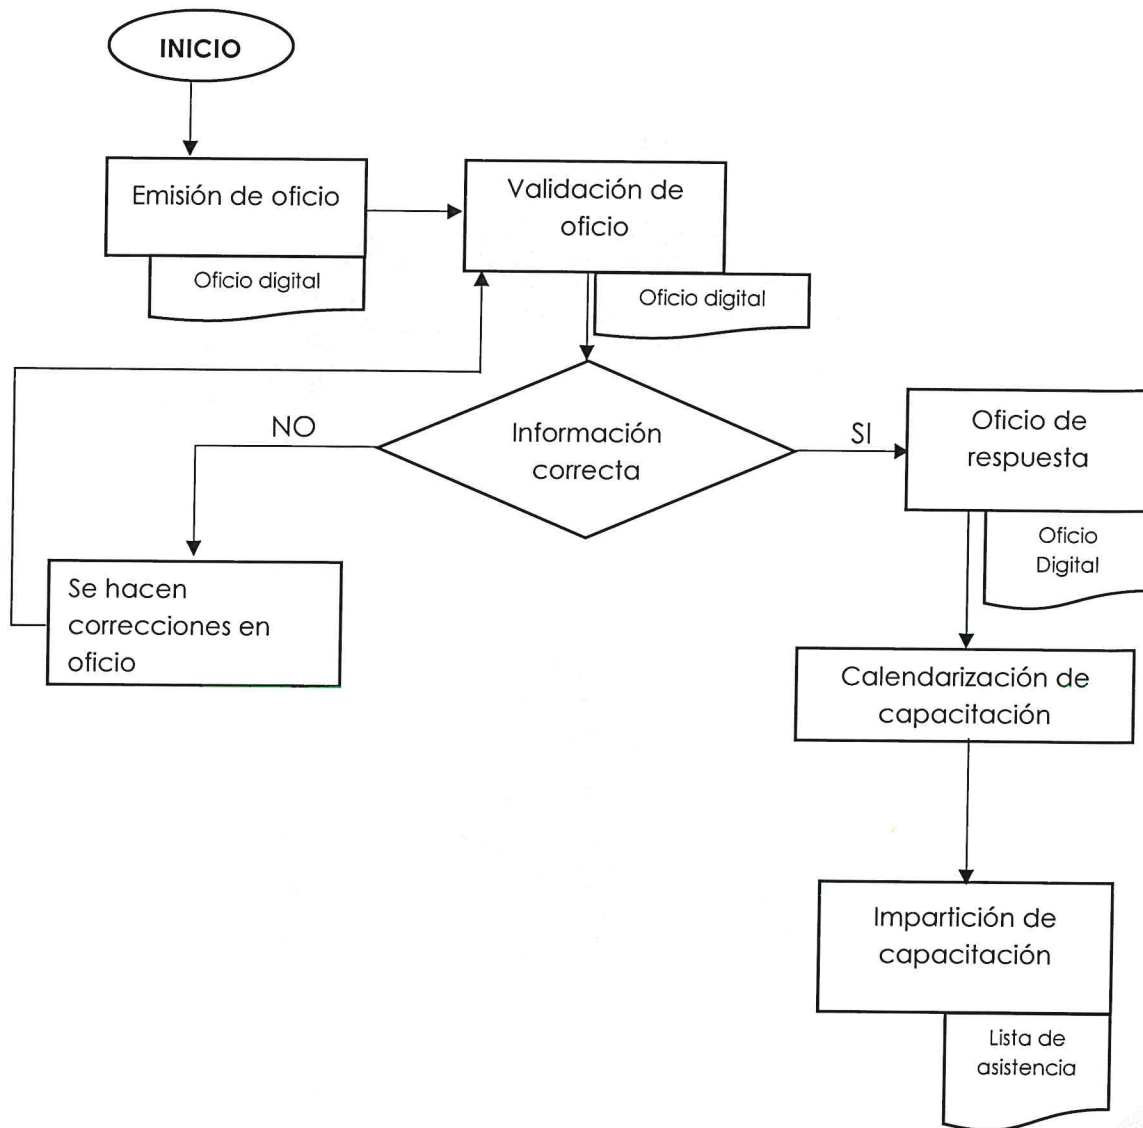 INICIO
Emisión de oficio
Oficio digital
Validación de
oficio
Oficio digital
Información
correcta
NO
SI
Se hacen
correcciones en
oficio
Oficio de
respuesta
Oficio
Digital
Calendarización de
capacitación
Impartición de
capacitación
Lista de
asistencia